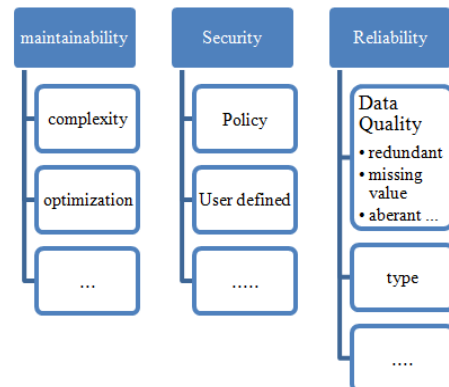 maintainability
complexity
optimization
...
Security
Policy
User defined
.....
Reliability
Data
Quality
• redundant
• missing
value
• aberant ...
type
....